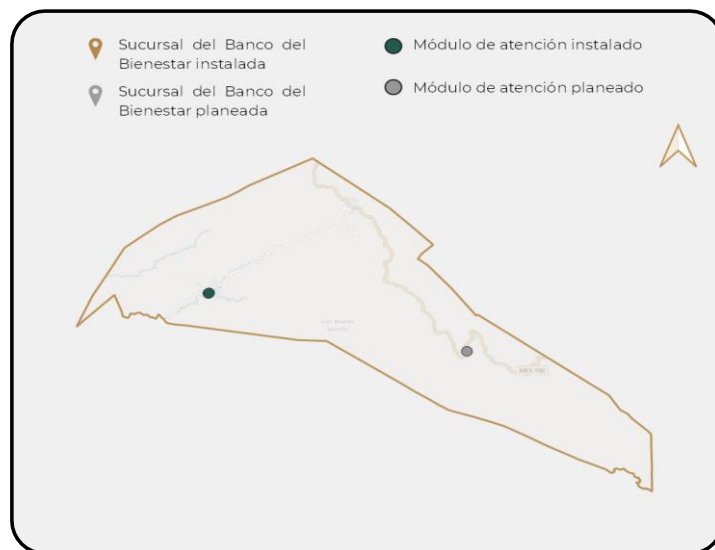 Sucursal del Banco del
Bienestar instalada
Sucursal del Banco del
Bienestar planeada
Módulo de atención instalado
Módulo de atención planeado